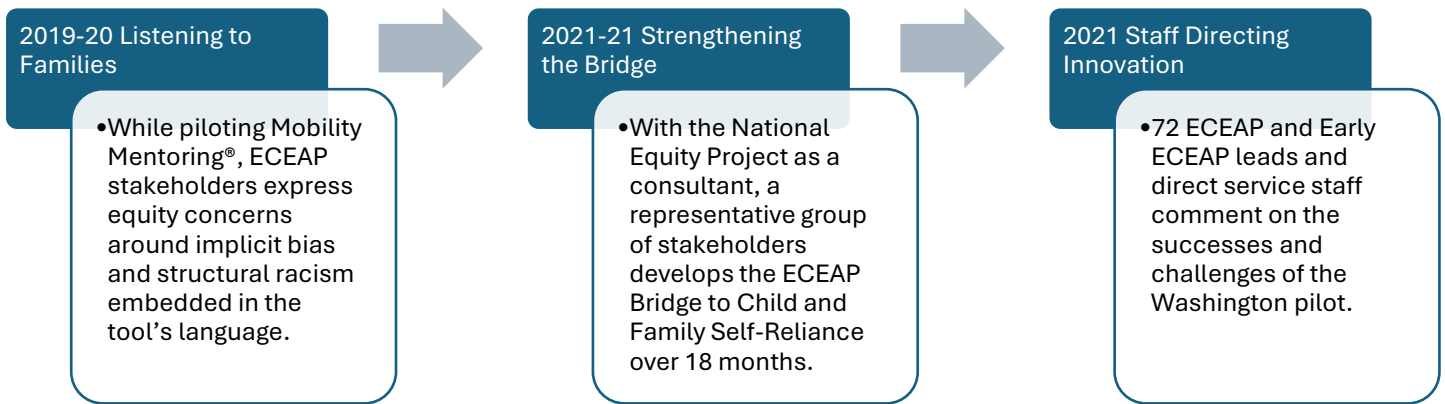 2019-20 Listening to
Families
•While piloting Mobility
Mentoring®, ECEAP
stakeholders express
equity concerns
around implicit bias
and structural racism
embedded in the
tool’s language.
2021-21 Strengthening
the Bridge
•With the National
Equity Project as a
consultant, a
representative group
of stakeholders
develops the ECEAP
Bridge to Child and
Family Self-Reliance
over 18 months.
2021 Staff Directing
Innovation
•72 ECEAP and Early
ECEAP leads and
direct service staff
comment on the
successes and
challenges of the
Washington pilot.